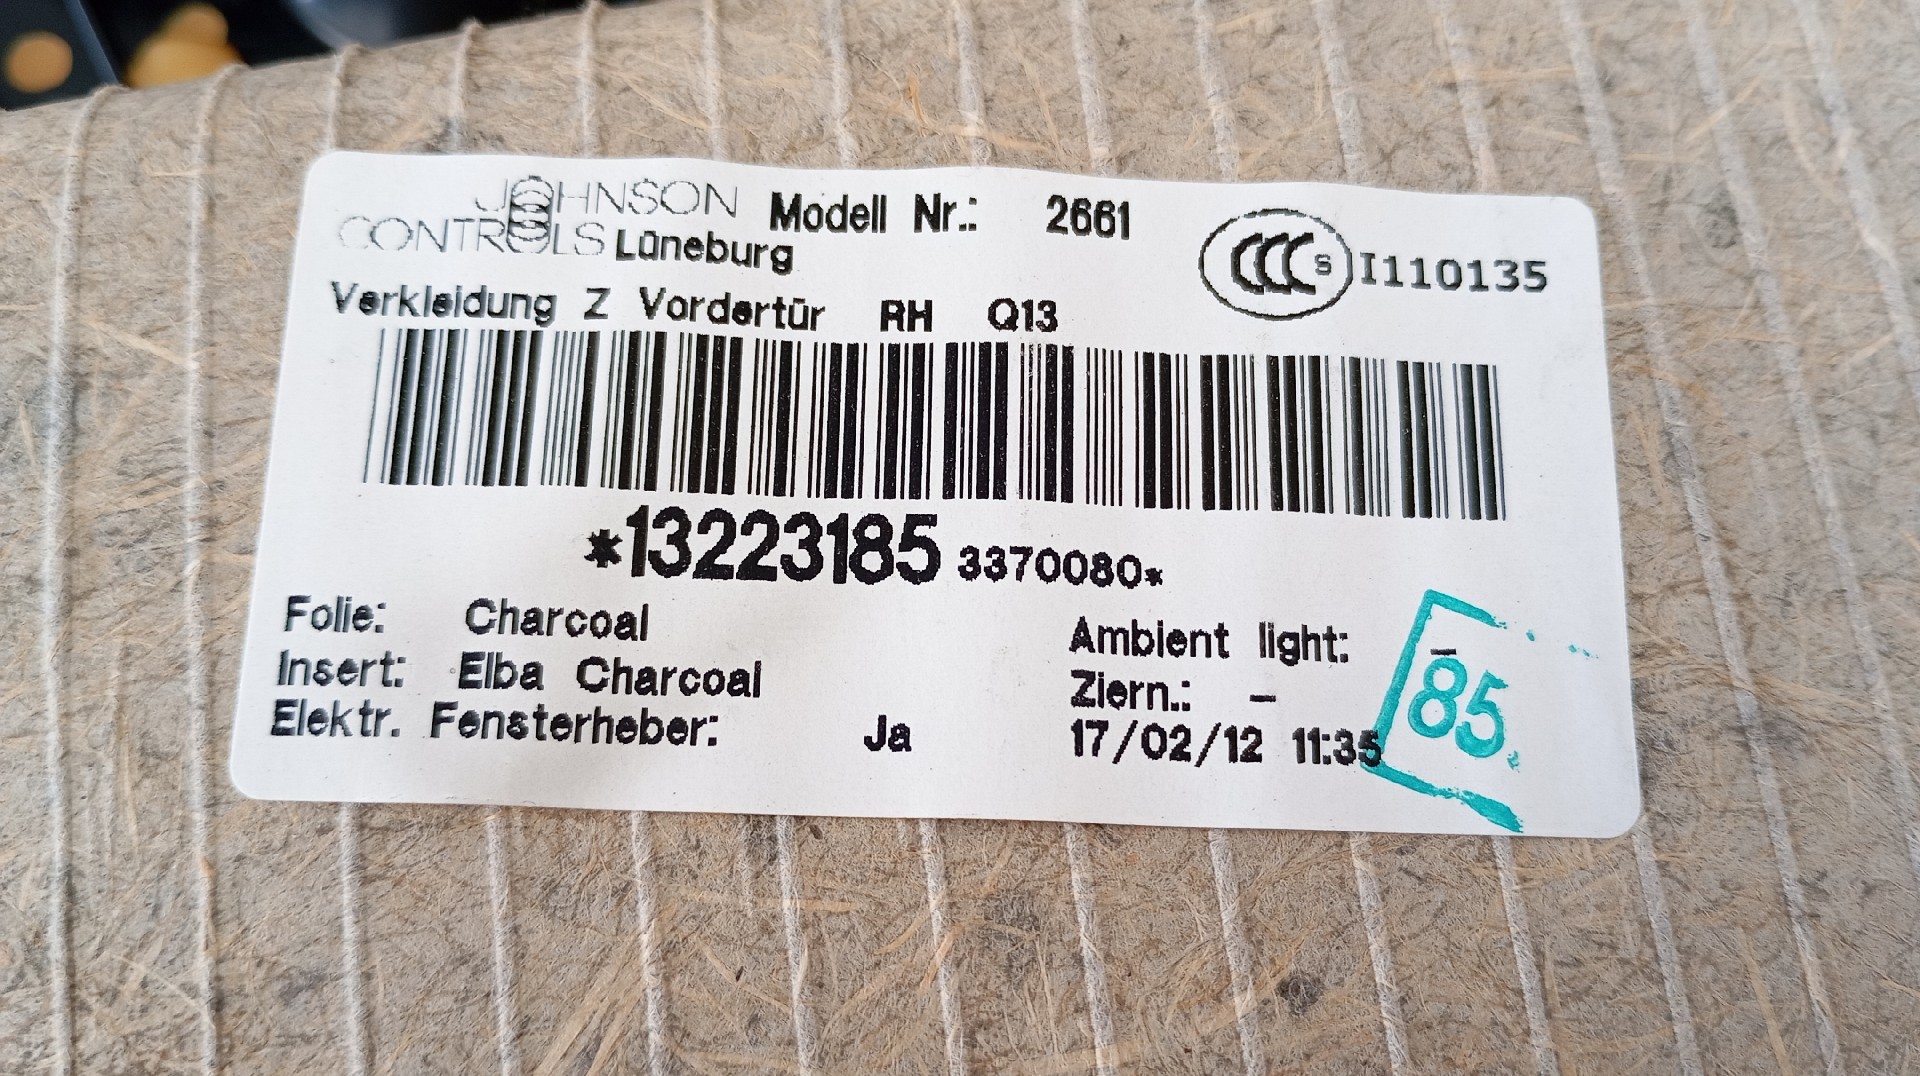 JOHNSON
CONTROLS Lüneburg
Modell Nr.: 2661
CCC S I110135
Verkleidung Z Vordertür RH Q13
*13223185 3370080*
Folie: Charcoal
Insert: Elba Charcoal
Elektr. Fensterheber: Ja
Ambient light: –
Ziern.: –
17/02/12 11:35
85